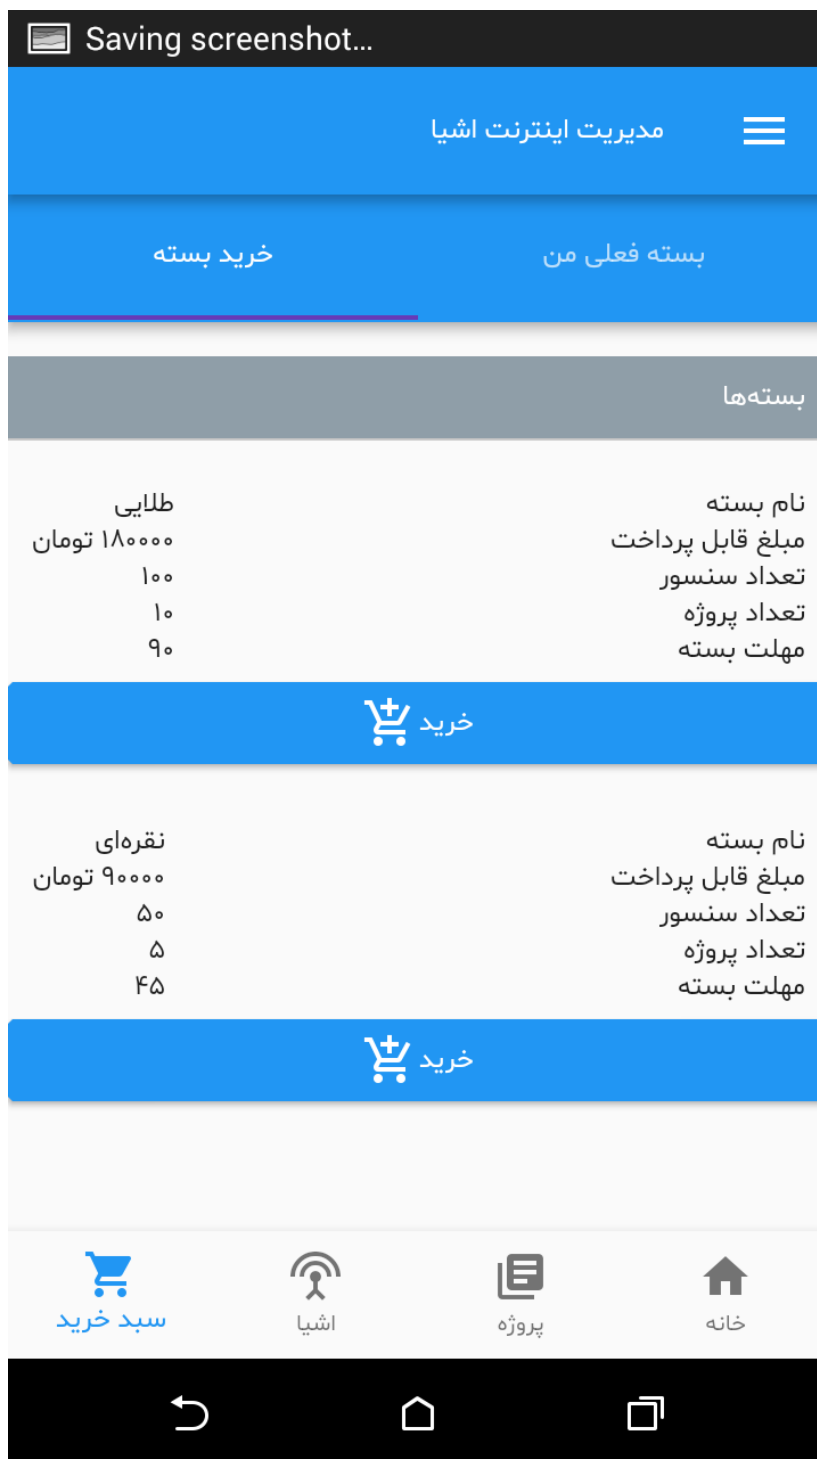 Saving screenshot...
مدیریت اینترنت اشیا
بسته فعلی من
خرید بسته
بسته‌ها
نام بسته طلایی
مبلغ قابل پرداخت ۱۸۰۰۰۰ تومان
تعداد سنسور ۱۰۰
تعداد پروژه ۱۰
مهلت بسته ۹۰
خرید
نام بسته نقره‌ای
مبلغ قابل پرداخت ۹۰۰۰۰ تومان
تعداد سنسور ۵۰
تعداد پروژه ۵
مهلت بسته ۴۵
خرید
خانه
پروژه
اشیا
سبد خرید